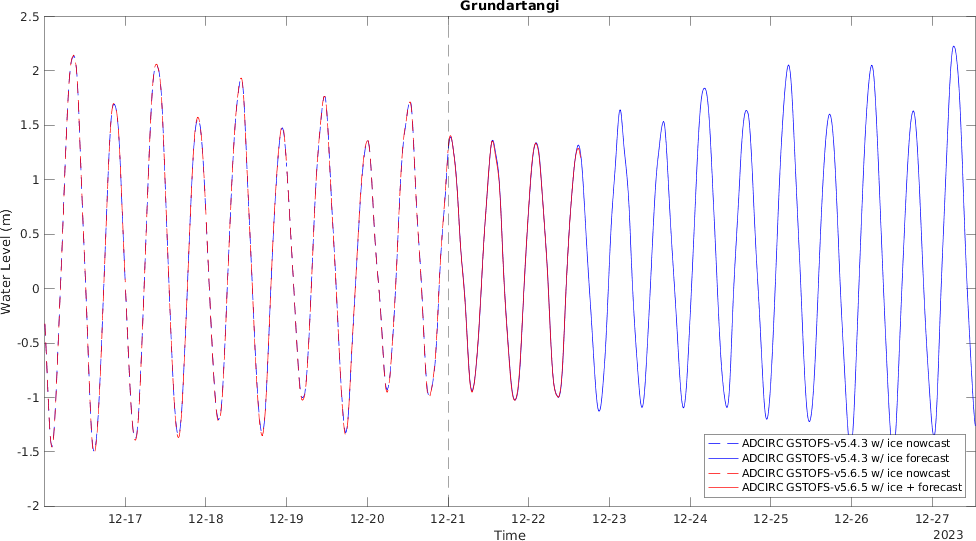 Grundartangi
2.5
2
1.5
1
0.5
0
-0.5
-1
-1.5
-2
Water Level (m)
12-17 12-18 12-19 12-20 12-21 12-22 12-23 12-24 12-25 12-26 12-27
Time
2023
ADCIRC GSTOFS-v5.4.3 w/ ice nowcast
ADCIRC GSTOFS-v5.4.3 w/ ice forecast
ADCIRC GSTOFS-v5.6.5 w/ ice nowcast
ADCIRC GSTOFS-v5.6.5 w/ ice + forecast